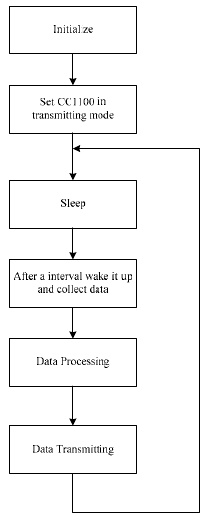 Initialize
Set CC1100 in
transmitting mode
Sleep
After a interval wake it up
and collect data
Data Processing
Data Transmitting